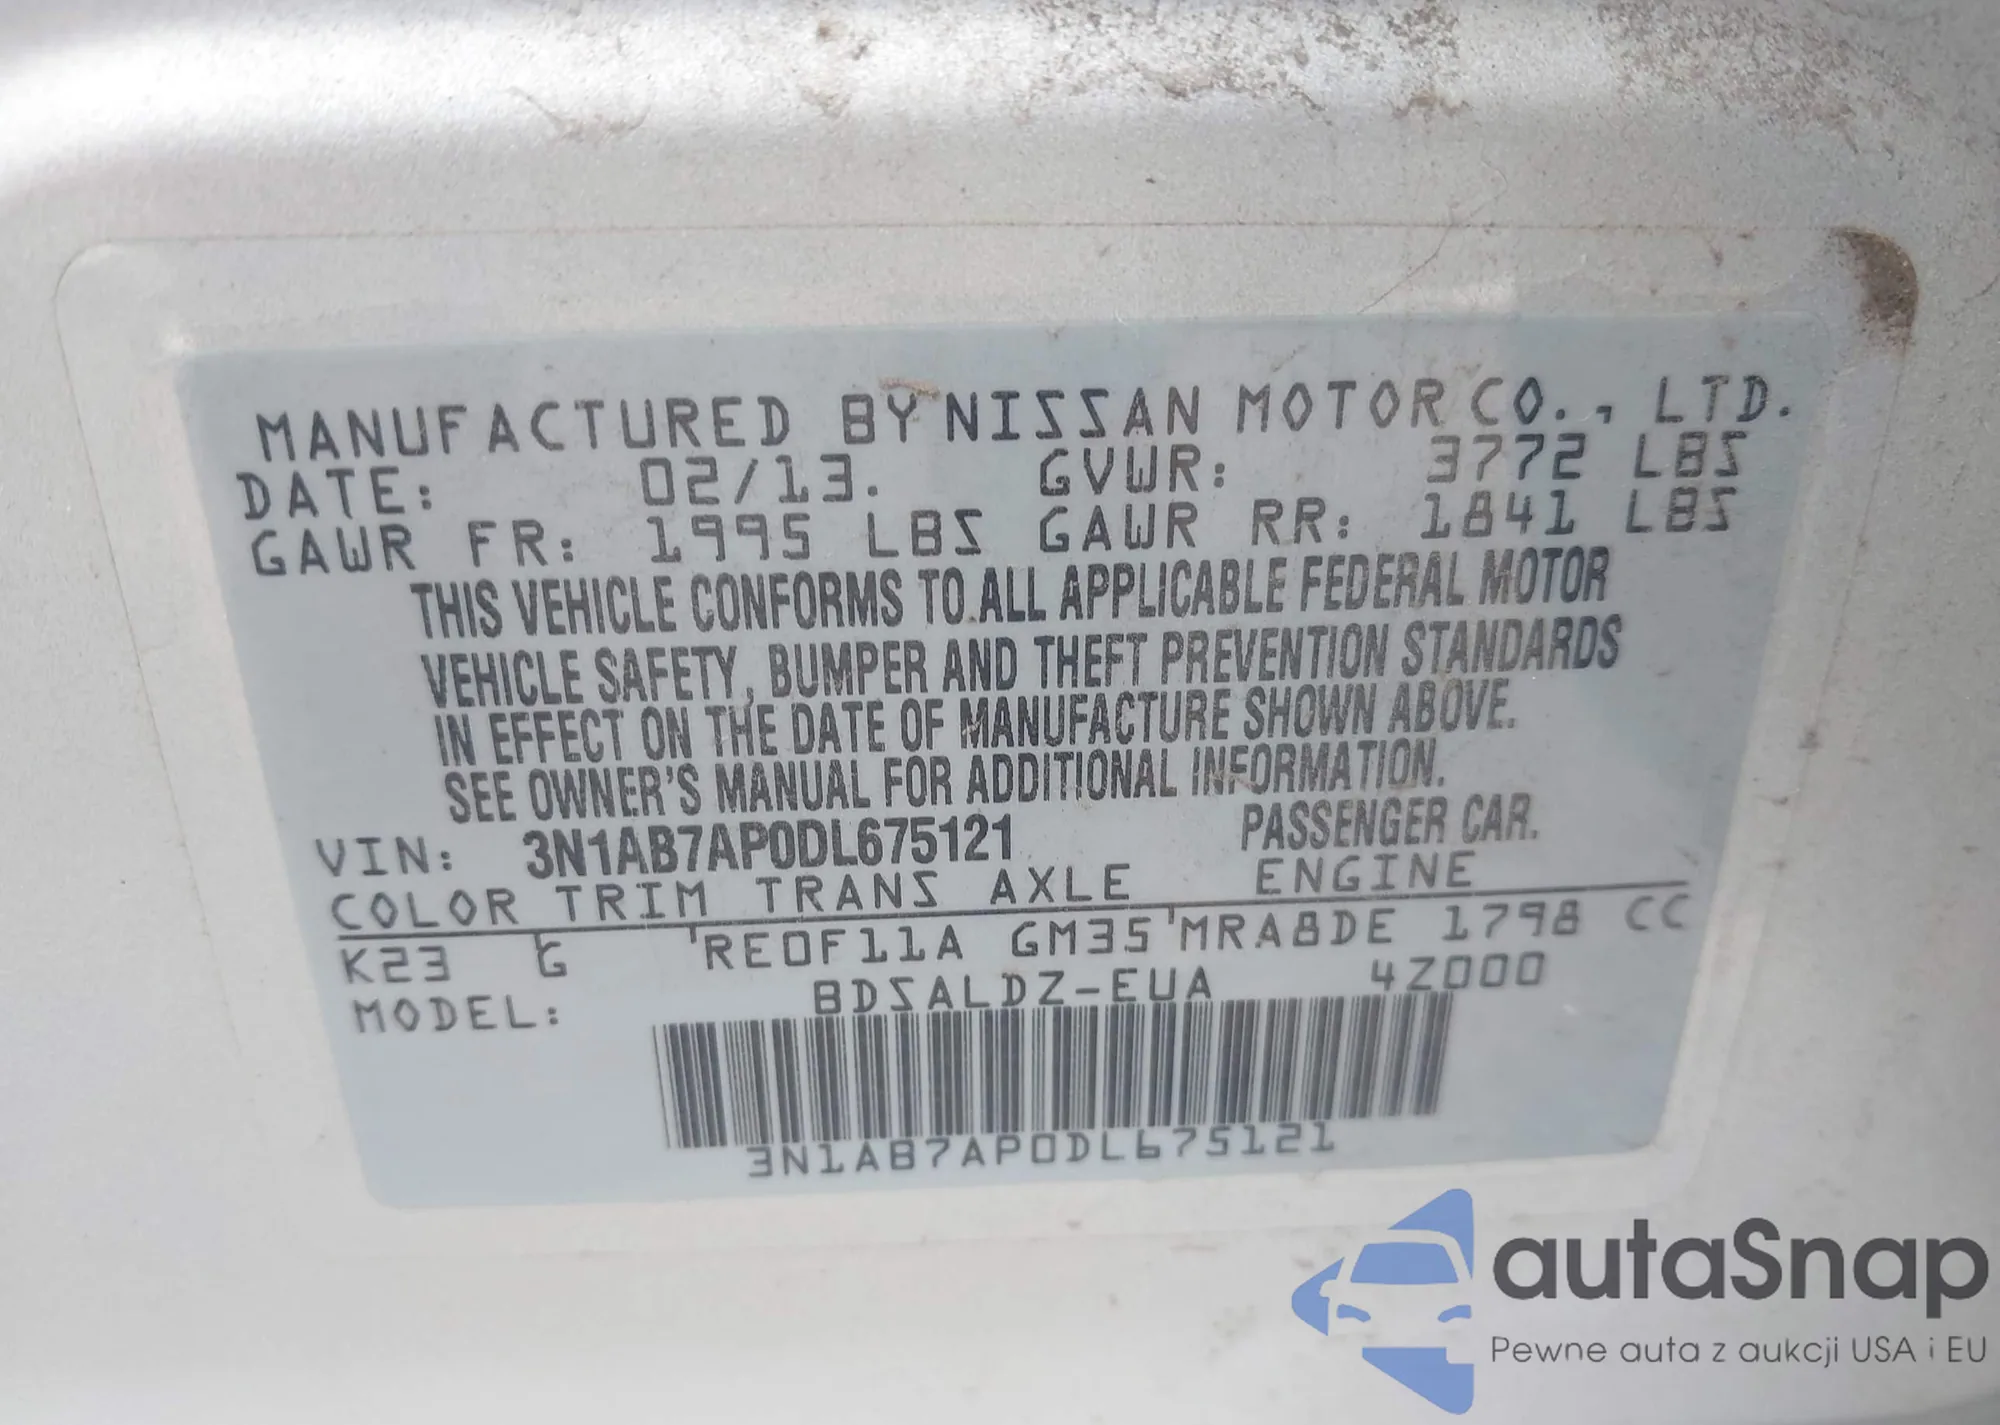 MANUFACTURED BY NISSAN MOTOR CO., LTD.
DATE: 02/13. GVWR: 3772 LBS
GAWR FR: 1995 LBS GAWR RR: 1841 LBS
THIS VEHICLE CONFORMS TO ALL APPLICABLE FEDERAL MOTOR
VEHICLE SAFETY, BUMPER AND THEFT PREVENTION STANDARDS
IN EFFECT ON THE DATE OF MANUFACTURE SHOWN ABOVE.
SEE OWNER'S MANUAL FOR ADDITIONAL INFORMATION.
VIN: 3N1AB7AP0DL675121 PASSENGER CAR.
COLOR TRIM TRANS AXLE ENGINE
K23 G RE0F11A GM35 MRA8DE 1798 CC
MODEL: BDSALDZ-EUA 4Z000
3N1AB7AP0DL675121
autaSnap
Pewne auta z aukcji USA i EU